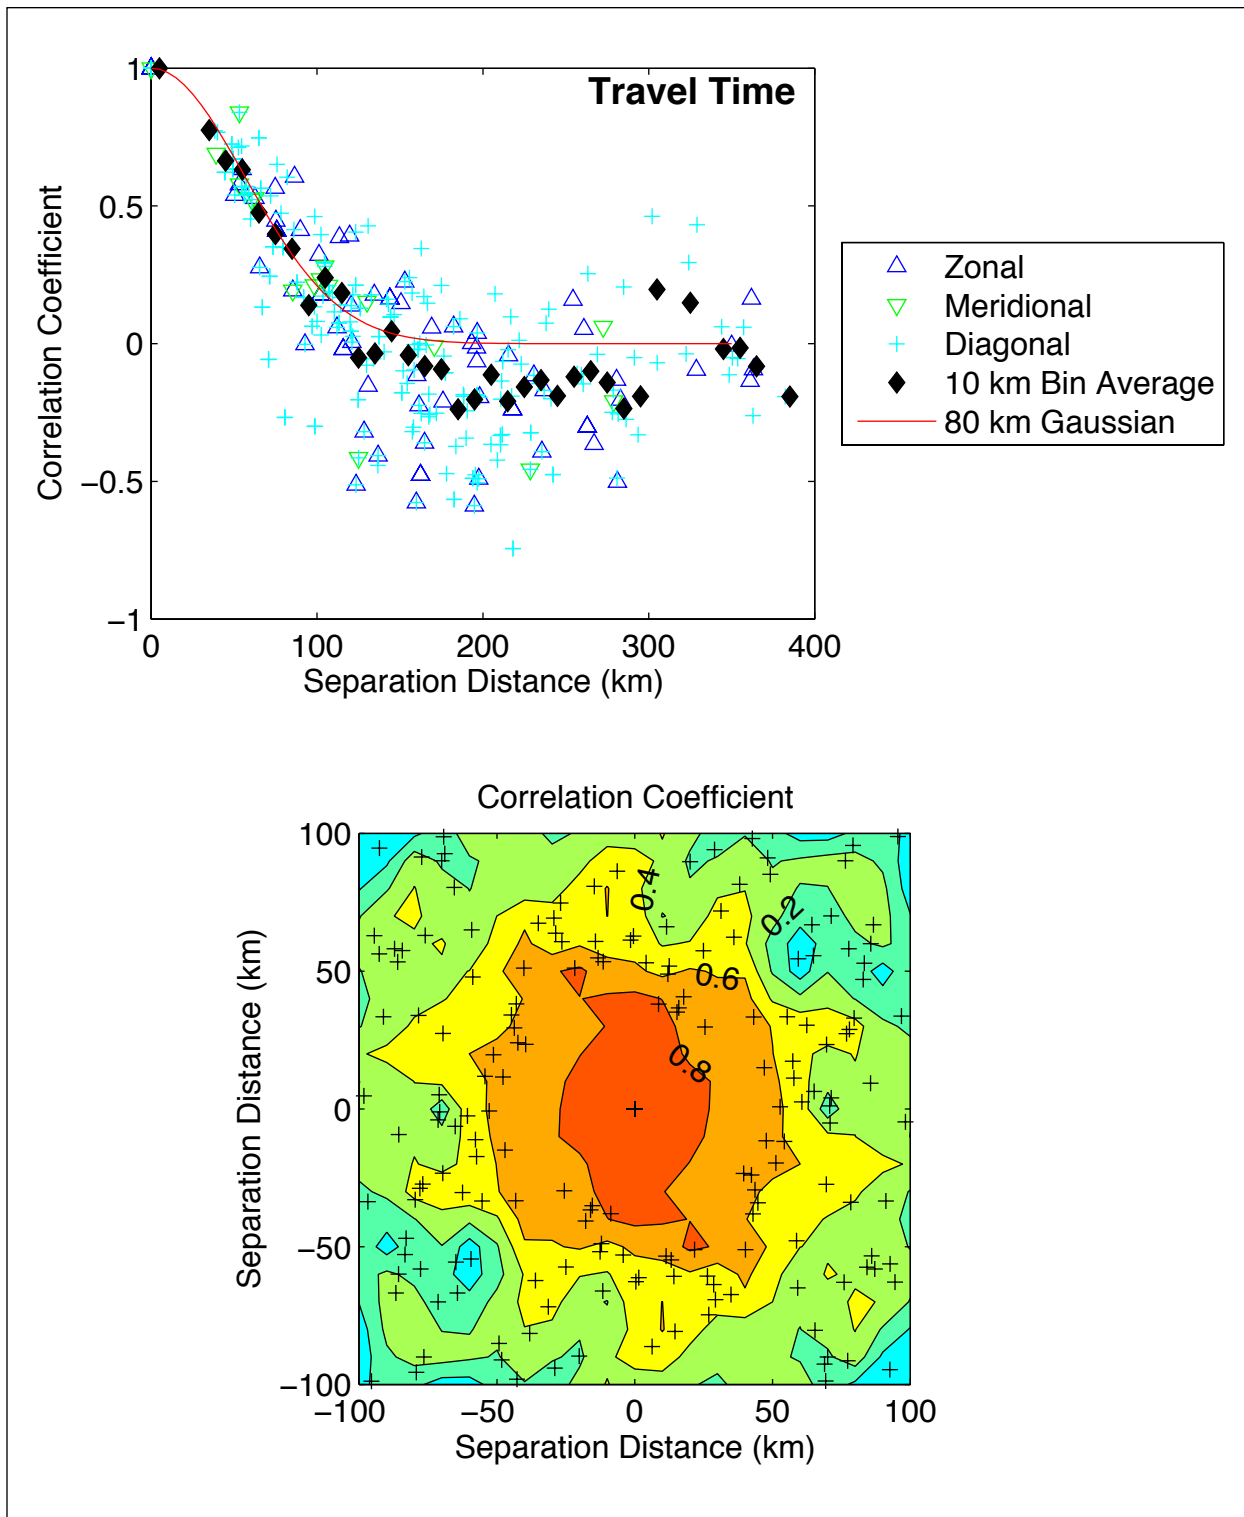 Travel Time
1
0.5
0
−0.5
−1
Correlation Coefficient
0 100 200 300 400
Separation Distance (km)
Zonal
Meridional
Diagonal
10 km Bin Average
80 km Gaussian
Correlation Coefficient
100
50
0
−50
−100
Separation Distance (km)
0.4
0.2
0.6
0.8
−100 −50 0 50 100
Separation Distance (km)